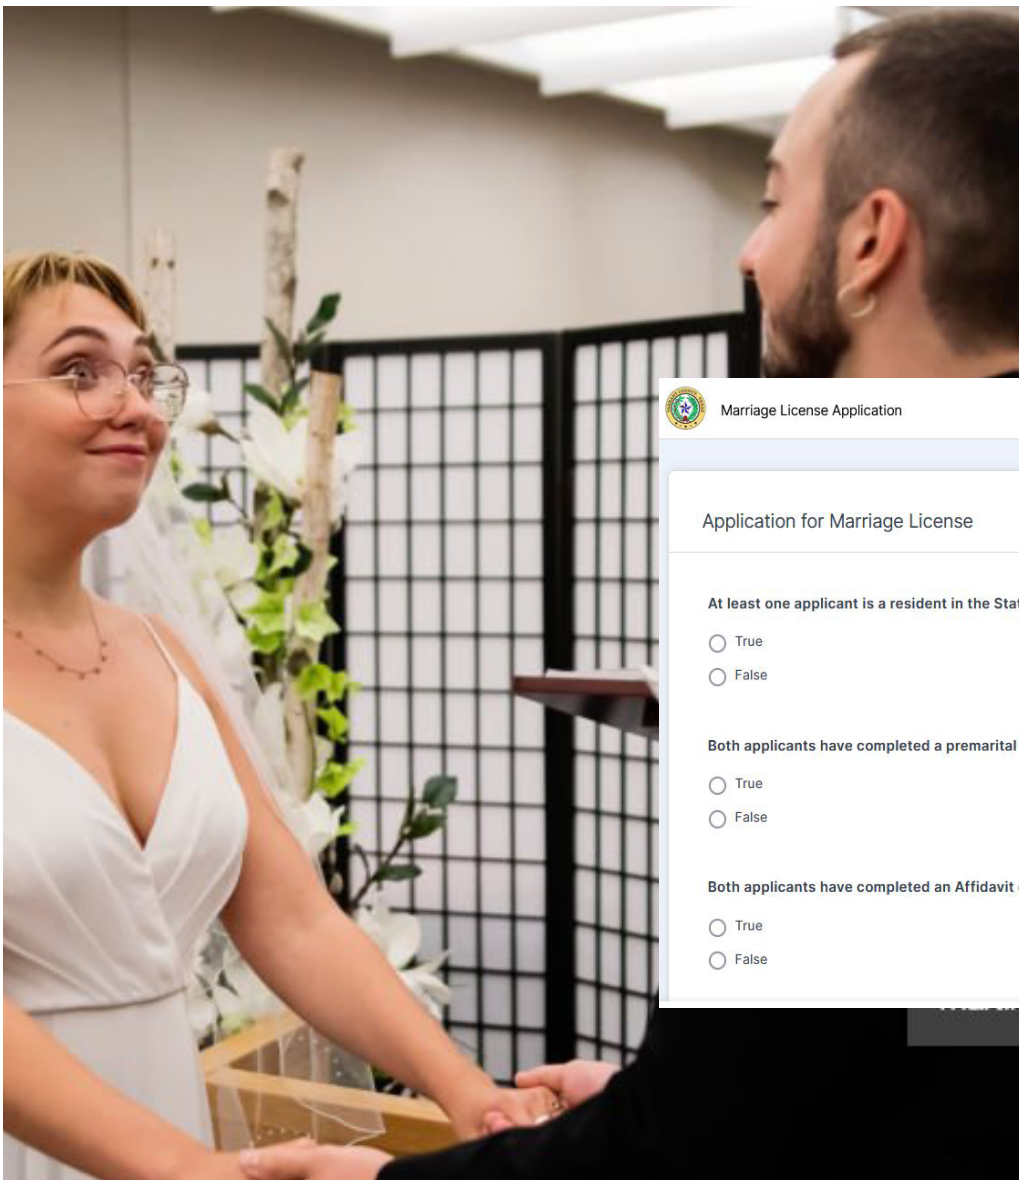 Marriage License Application
Application for Marriage License
At least one applicant is a resident in the Stat
True
False
Both applicants have completed a premarital
True
False
Both applicants have completed an Affidavit
True
False